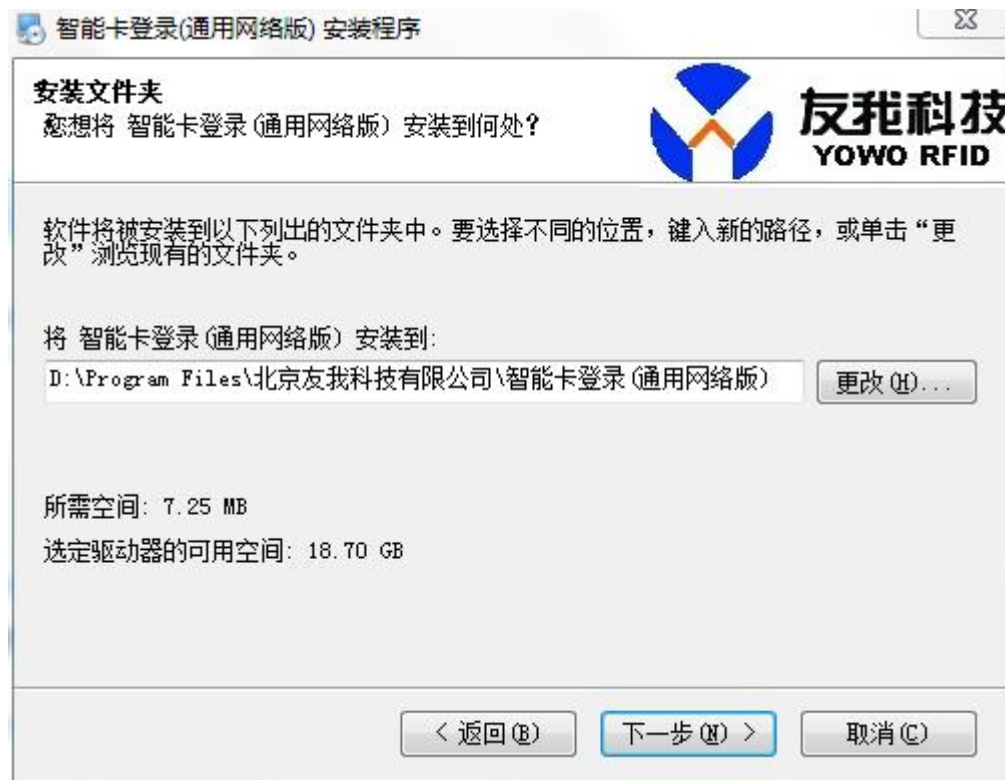 智能卡登录(通用网络版) 安装程序
安装文件夹
您想将 智能卡登录(通用网络版) 安装到何处?
友我科技
YOWO RFID
软件将被安装到以下列出的文件夹中。要选择不同的位置，键入新的路径，或单击“更
改”浏览现有的文件夹。
将 智能卡登录(通用网络版) 安装到:
D:\Program Files\北京友我科技有限公司\智能卡登录(通用网络版)
更改(H)...
所需空间: 7.25 MB
选定驱动器的可用空间: 18.70 GB
< 返回(B)
下一步(N) >
取消(C)